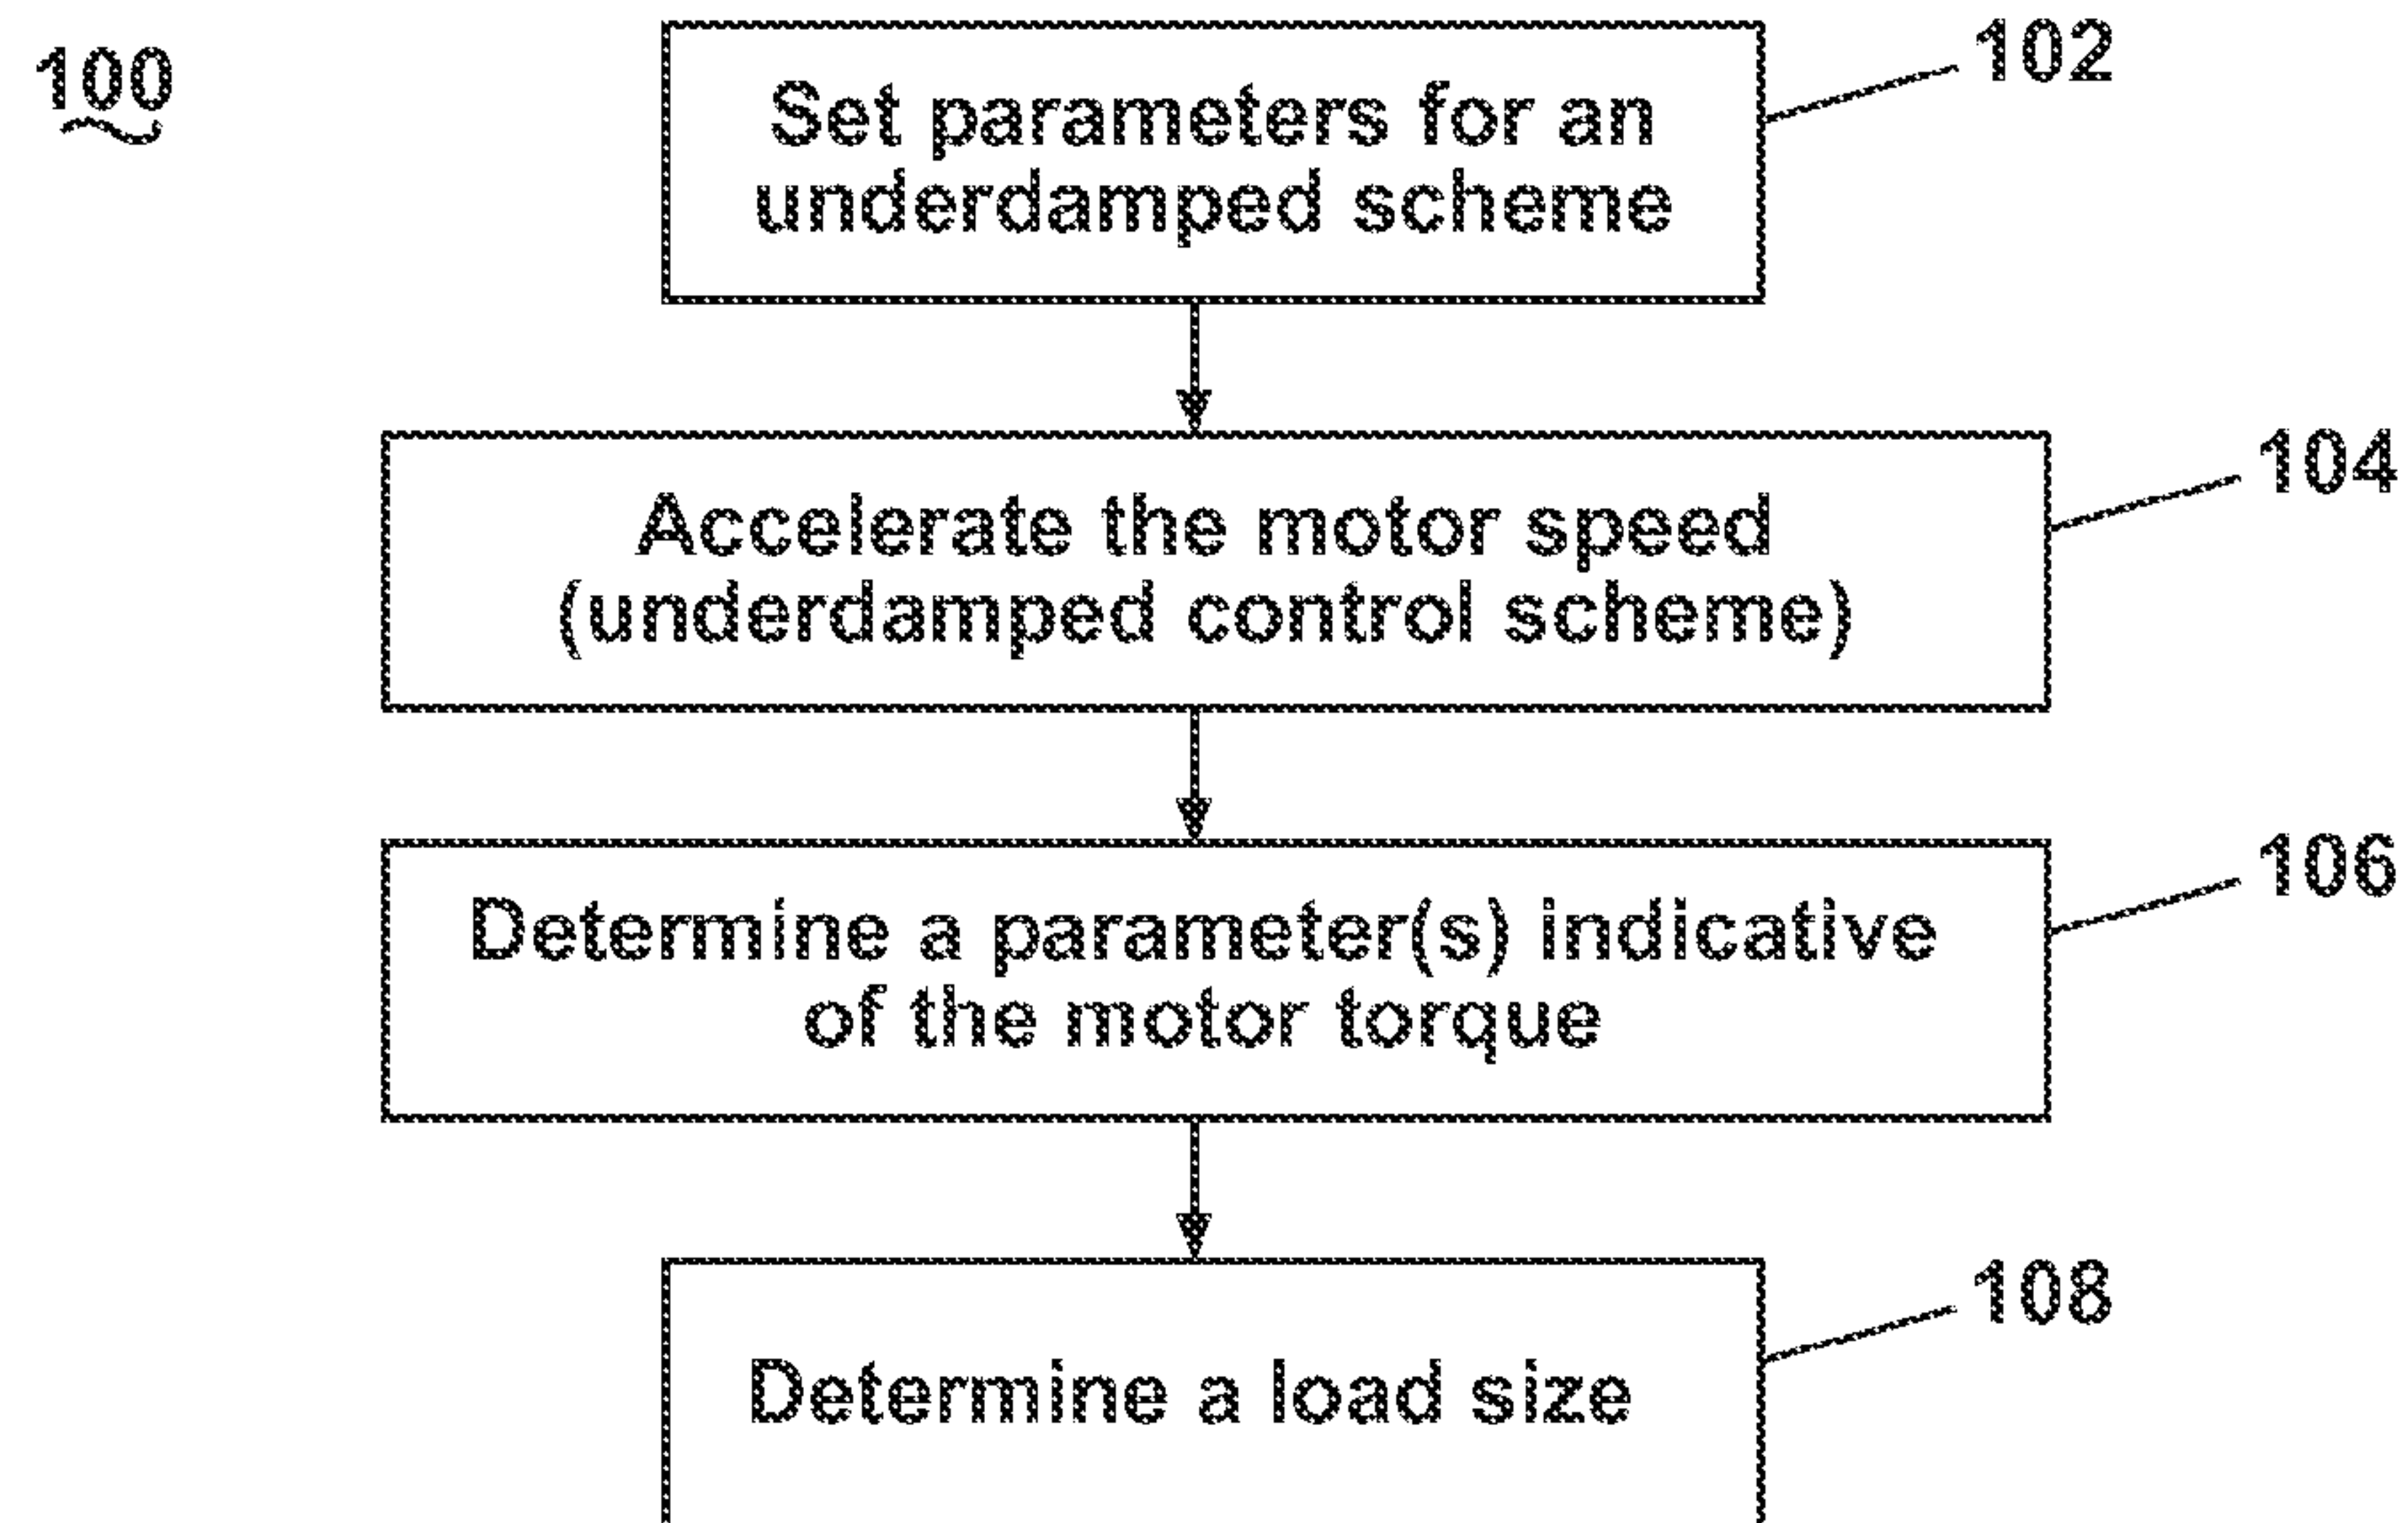 100
102
Set parameters for an
underdamped scheme
104
Accelerate the motor speed
(underdamped control scheme)
106
Determine a parameter(s) indicative
of the motor torque
108
Determine a load size